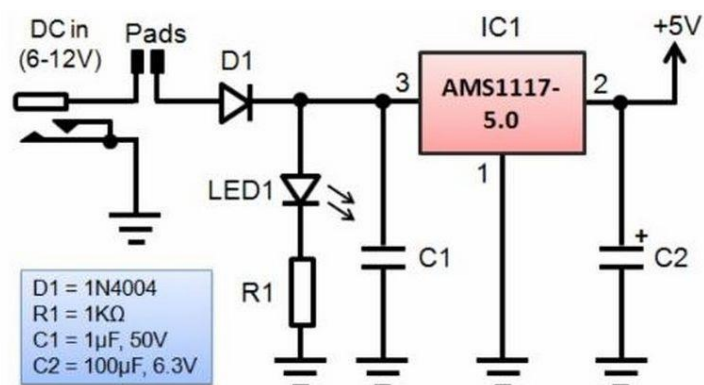 DC in
(6-12V)
Pads
D1
IC1
+5V
3
AMS1117-
5.0
2
1
LED1
R1
C1
+
C2
D1 = 1N4004
R1 = 1KΩ
C1 = 1µF, 50V
C2 = 100µF, 6.3V